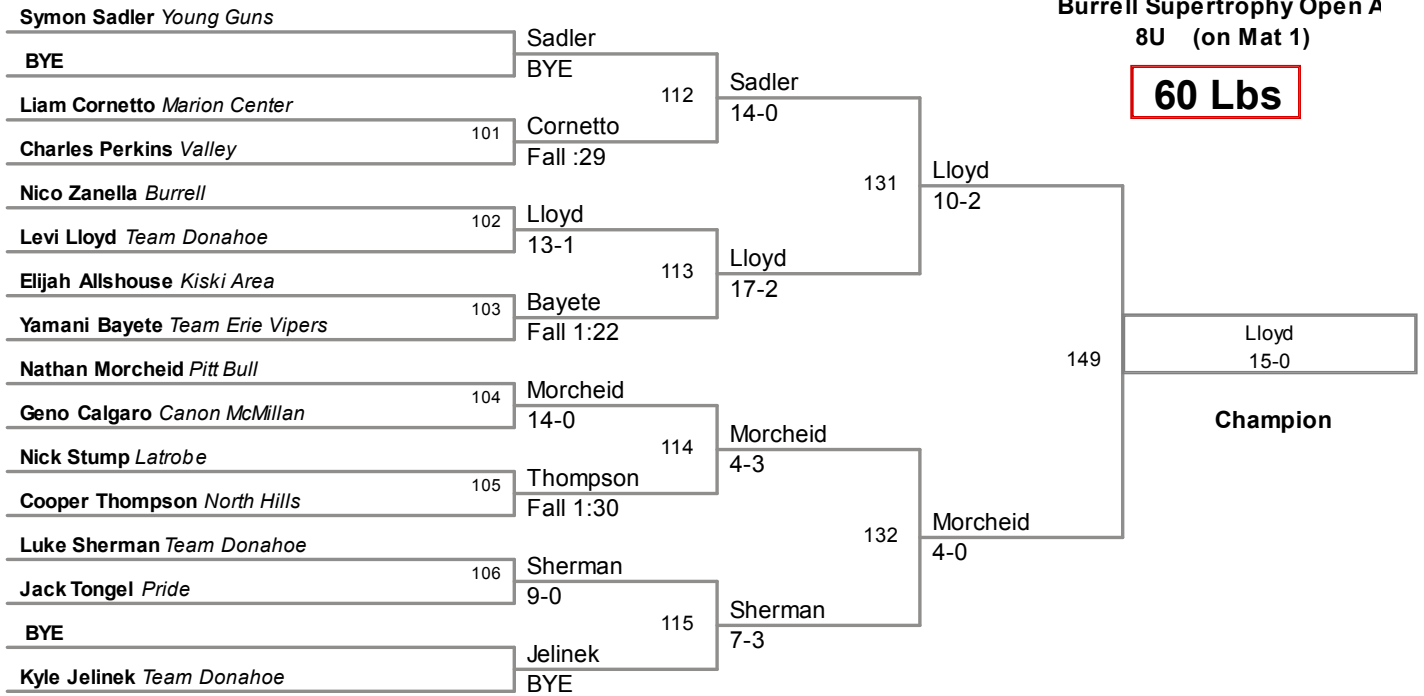 Symon Sadler Young Guns
BYE
Liam Cornetto Marion Center
Charles Perkins Valley
Nico Zanella Burrell
Levi Lloyd Team Donahoe
Elijah Allshouse Kiski Area
Yamani Bayete Team Erie Vipers
Nathan Morcheid Pitt Bull
Geno Calgaro Canon McMillan
Nick Stump Latrobe
Cooper Thompson North Hills
Luke Sherman Team Donahoe
Jack Tongel Pride
BYE
Kyle Jelinek Team Donahoe
101
102
103
104
105
106
Sadler
BYE
Cornetto
Fall :29
Lloyd
13-1
Bayete
Fall 1:22
Morcheid
14-0
Thompson
Fall 1:30
Sherman
9-0
Jelinek
BYE
112
113
114
115
Sadler
14-0
Lloyd
17-2
Morcheid
4-3
Sherman
7-3
131
132
Lloyd
10-2
Morcheid
4-0
149
Lloyd
15-0
Champion
Burrell Supertrophy Open A
8U (on Mat 1)
60 Lbs